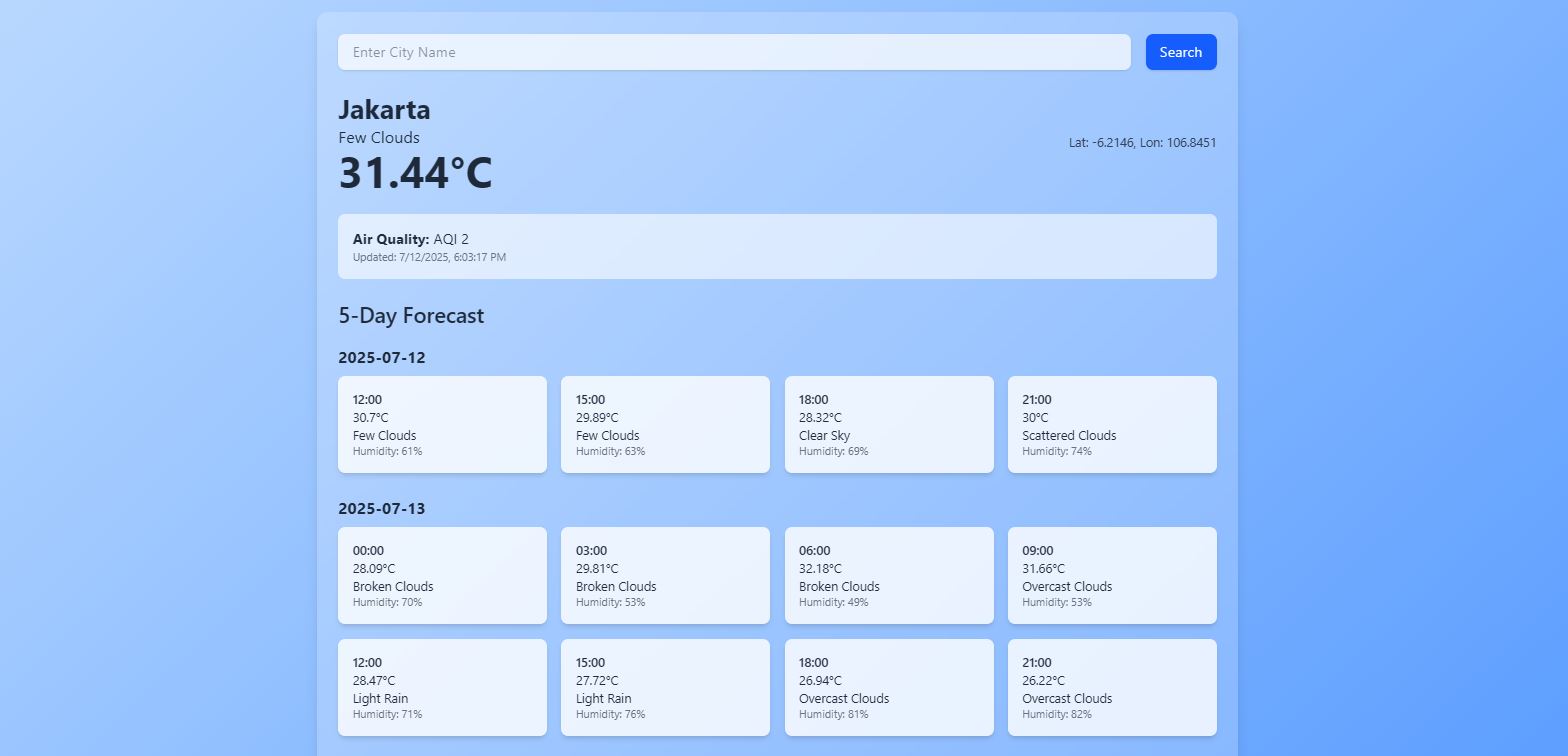 Enter City Name
Search
Jakarta
Few Clouds
31.44°C
Lat: -6.2146, Lon: 106.8451
Air Quality: AQI 2
Updated: 7/12/2025, 6:03:17 PM
5-Day Forecast
2025-07-12
12:00
30.7°C
Few Clouds
Humidity: 61%
15:00
29.89°C
Few Clouds
Humidity: 63%
18:00
28.32°C
Clear Sky
Humidity: 69%
21:00
30°C
Scattered Clouds
Humidity: 74%
2025-07-13
00:00
28.09°C
Broken Clouds
Humidity: 70%
03:00
29.81°C
Broken Clouds
Humidity: 53%
06:00
32.18°C
Broken Clouds
Humidity: 49%
09:00
31.66°C
Overcast Clouds
Humidity: 53%
12:00
28.47°C
Light Rain
Humidity: 71%
15:00
27.72°C
Light Rain
Humidity: 76%
18:00
26.94°C
Overcast Clouds
Humidity: 81%
21:00
26.22°C
Overcast Clouds
Humidity: 82%